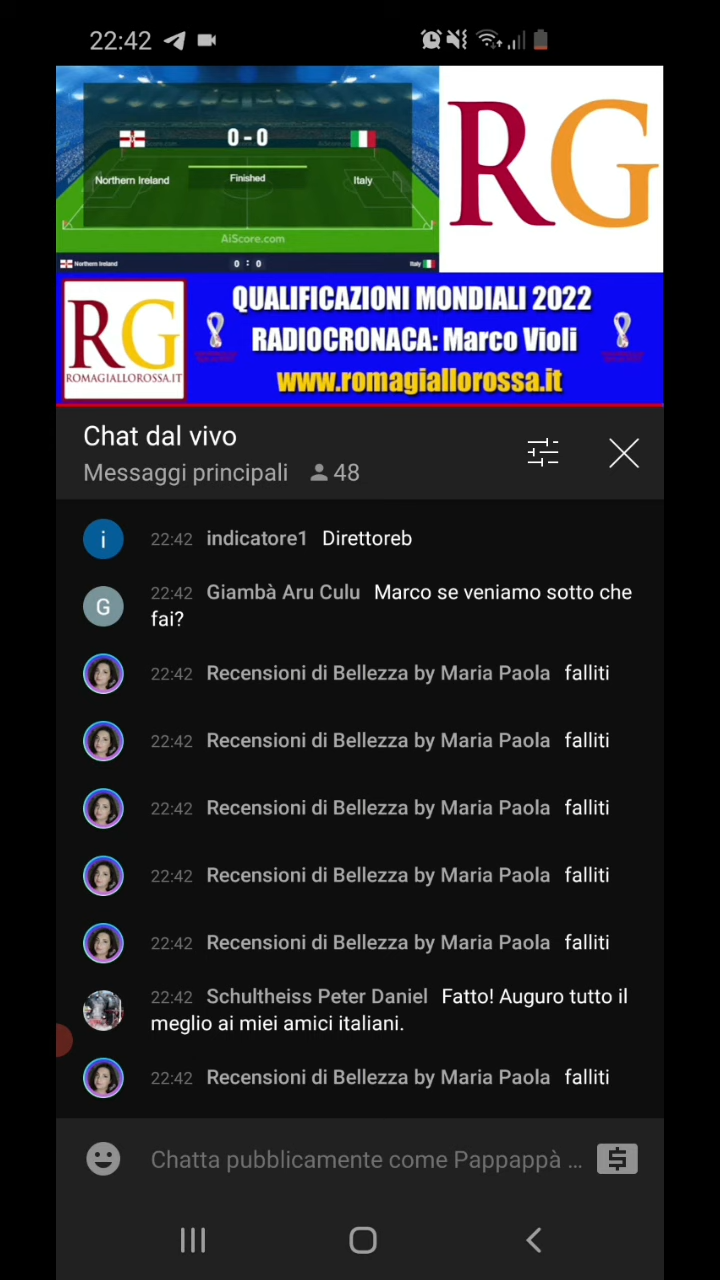 22:42
0 - 0
Northern Ireland
Finished
Italy
AiScore.com
Northern Ireland
0 : 0
Italy
RG
RG
ROMAGIALLOROSSA.IT
QUALIFICAZIONI MONDIALI 2022
RADIOCRONACA: Marco Violi
www.romagiallorossa.it
Chat dal vivo
Messaggi principali 48
i
22:42 indicatore1 Direttoreb
G
22:42 Giambà Aru Culu Marco se veniamo sotto che
fai?
22:42 Recensioni di Bellezza by Maria Paola falliti
22:42 Recensioni di Bellezza by Maria Paola falliti
22:42 Recensioni di Bellezza by Maria Paola falliti
22:42 Recensioni di Bellezza by Maria Paola falliti
22:42 Recensioni di Bellezza by Maria Paola falliti
22:42 Schultheiss Peter Daniel Fatto! Auguro tutto il
meglio ai miei amici italiani.
22:42 Recensioni di Bellezza by Maria Paola falliti
Chatta pubblicamente come Pappappà ...
$